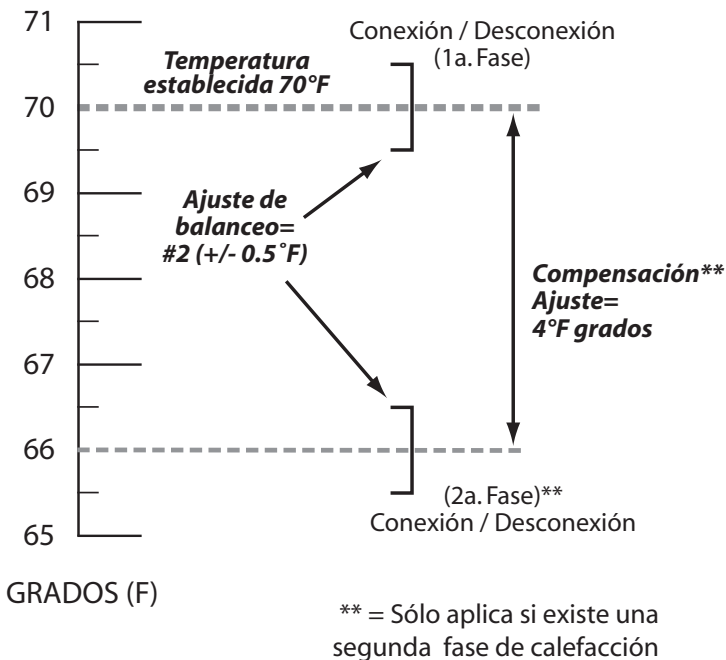 71
Conexión / Desconexión
(1a. Fase)
Temperatura
establecida 70°F
70
69
Ajuste de
balanceo=
#2 (+/- 0.5˚F)
68
Compensación**
Ajuste=
4°F grados
67
66
(2a. Fase)**
Conexión / Desconexión
65
GRADOS (F)
** = Sólo aplica si existe una
segunda fase de calefacción